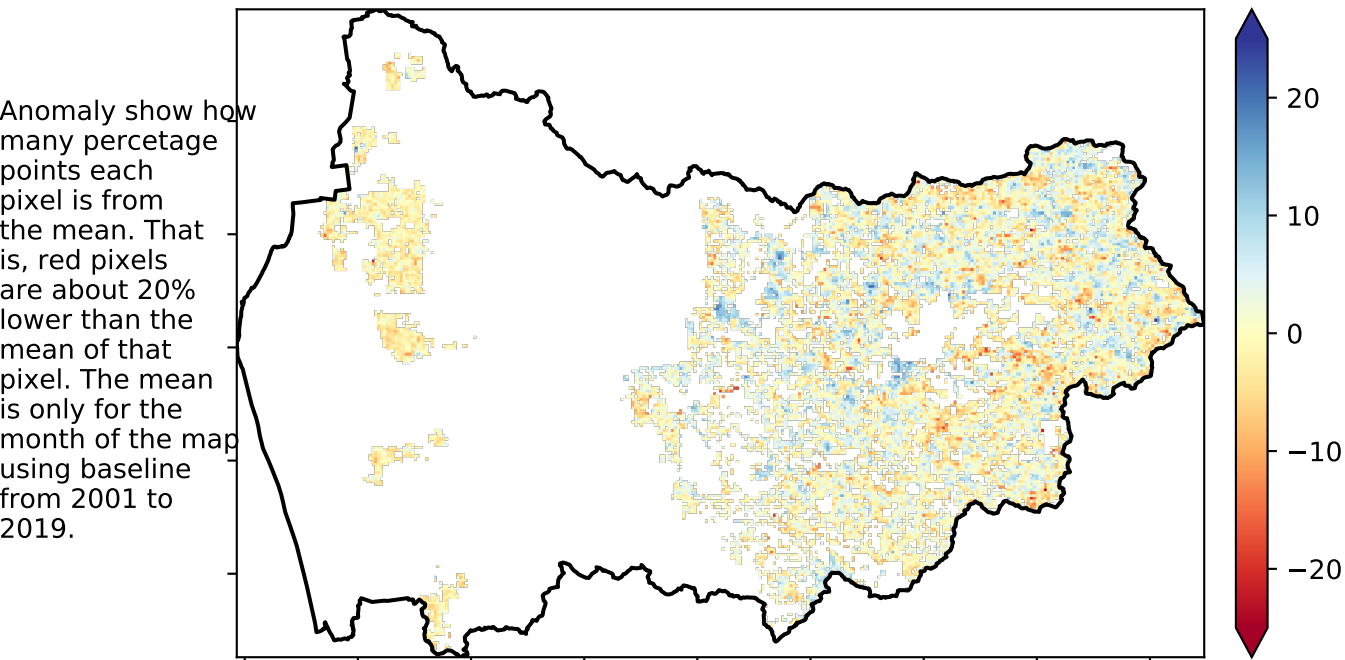 Anomaly show how
many percetage
points each
pixel is from
the mean. That
is, red pixels
are about 20%
lower than the
mean of that
pixel. The mean
is only for the
month of the map
using baseline
from 2001 to
2019.
20
10
0
−10
−20